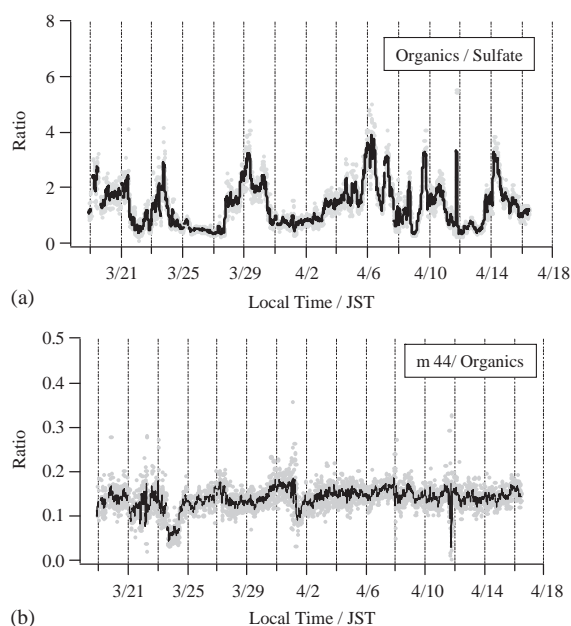 8
6
4
2
0
Ratio
Organics / Sulfate
3/21 3/25 3/29 4/2 4/6 4/10 4/14 4/18
(a)
Local Time / JST
0.5
0.4
0.3
0.2
0.1
0.0
Ratio
m 44/ Organics
3/21 3/25 3/29 4/2 4/6 4/10 4/14 4/18
(b)
Local Time / JST